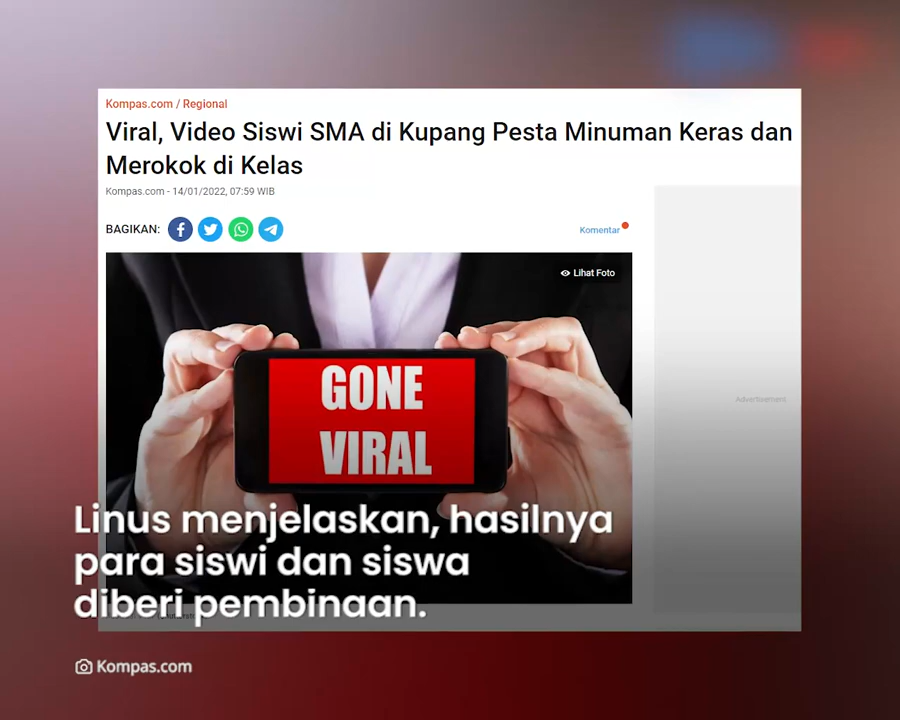 Kompas.com / Regional
Viral, Video Siswi SMA di Kupang Pesta Minuman Keras dan
Merokok di Kelas
Kompas.com - 14/01/2022, 07:59 WIB
BAGIKAN:
Komentar
Lihat Foto
GONE
VIRAL
Advertisement
Linus menjelaskan, hasilnya
para siswi dan siswa
diberi pembinaan.
Kompas.com